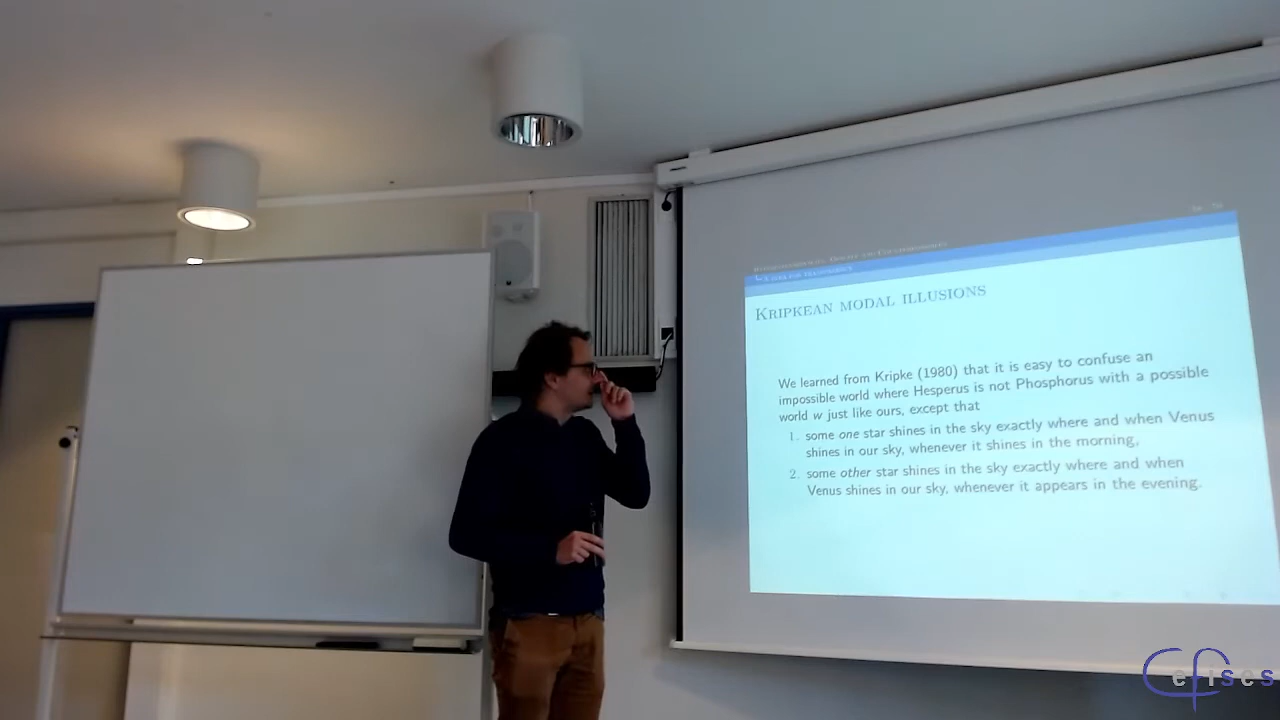 KRIPKEAN MODAL ILLUSIONS
We learned from Kripke (1980) that it is easy to confuse an
impossible world where Hesperus is not Phosphorus with a possible
world w just like ours, except that
1. some one star shines in the sky exactly where and when Venus
shines in our sky, whenever it shines in the morning,
2. some other star shines in the sky exactly where and when
Venus shines in our sky, whenever it appears in the evening.
Cefises